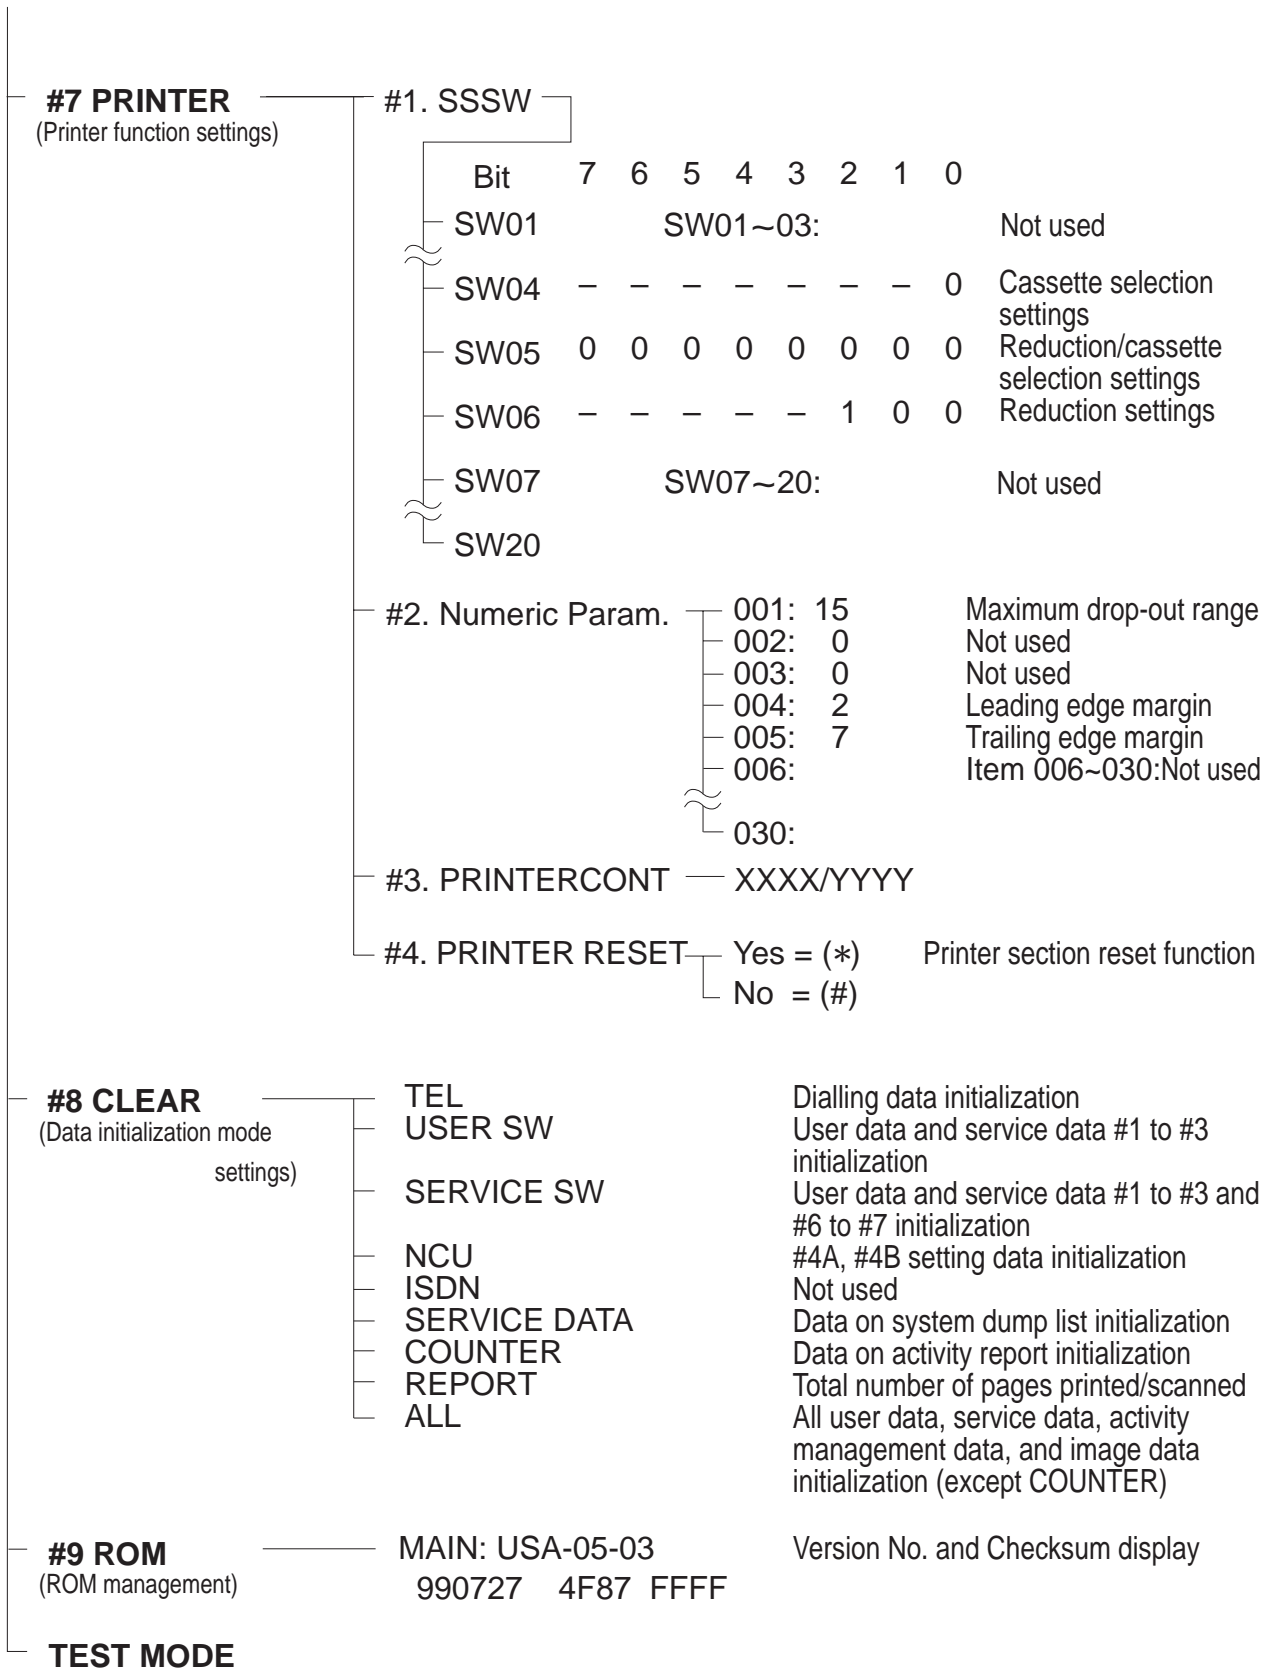 #7 PRINTER #1. SSSW
(Printer function settings)
Bit 7 6 5 4 3 2 1 0
SW01 SW01~03: Not used
SW04 – – – – – – – 0 Cassette selection
settings
SW05 0 0 0 0 0 0 0 0 Reduction/cassette
selection settings
SW06 – – – – – 1 0 0 Reduction settings
SW07 SW07~20: Not used
SW20
#2. Numeric Param. 001: 15 Maximum drop-out range
002: 0 Not used
003: 0 Not used
004: 2 Leading edge margin
005: 7 Trailing edge margin
006: Item 006~030:Not used
030:
#3. PRINTERCONT XXXX/YYYY
#4. PRINTER RESET Yes = (*) Printer section reset function
No = (#)
#8 CLEAR TEL Dialling data initialization
(Data initialization mode USER SW User data and service data #1 to #3
settings) initialization
SERVICE SW User data and service data #1 to #3 and
#6 to #7 initialization
NCU #4A, #4B setting data initialization
ISDN Not used
SERVICE DATA Data on system dump list initialization
COUNTER Data on activity report initialization
REPORT Total number of pages printed/scanned
ALL All user data, service data, activity
management data, and image data
initialization (except COUNTER)
#9 ROM MAIN: USA-05-03 Version No. and Checksum display
(ROM management) 990727 4F87 FFFF
TEST MODE